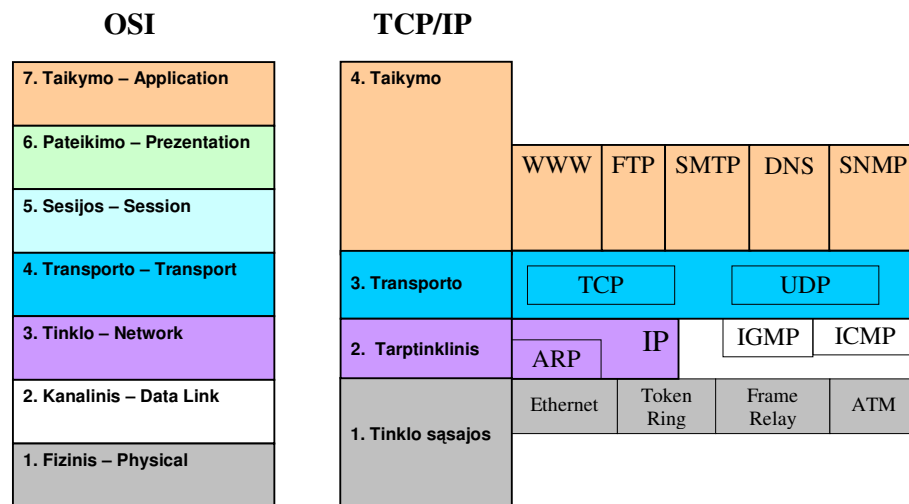 OSI
TCP/IP
7. Taikymo – Application
6. Pateikimo – Prezentation
5. Sesijos – Session
4. Transporto – Transport
3. Tinklo – Network
2. Kanalinis – Data Link
1. Fizinis – Physical
4. Taikymo
WWW FTP SMTP DNS SNMP
3. Transporto
TCP UDP
2. Tarptinklinis
ARP IP IGMP ICMP
1. Tinklo sąsajos
Ethernet
Token
Ring
Frame
Relay
ATM